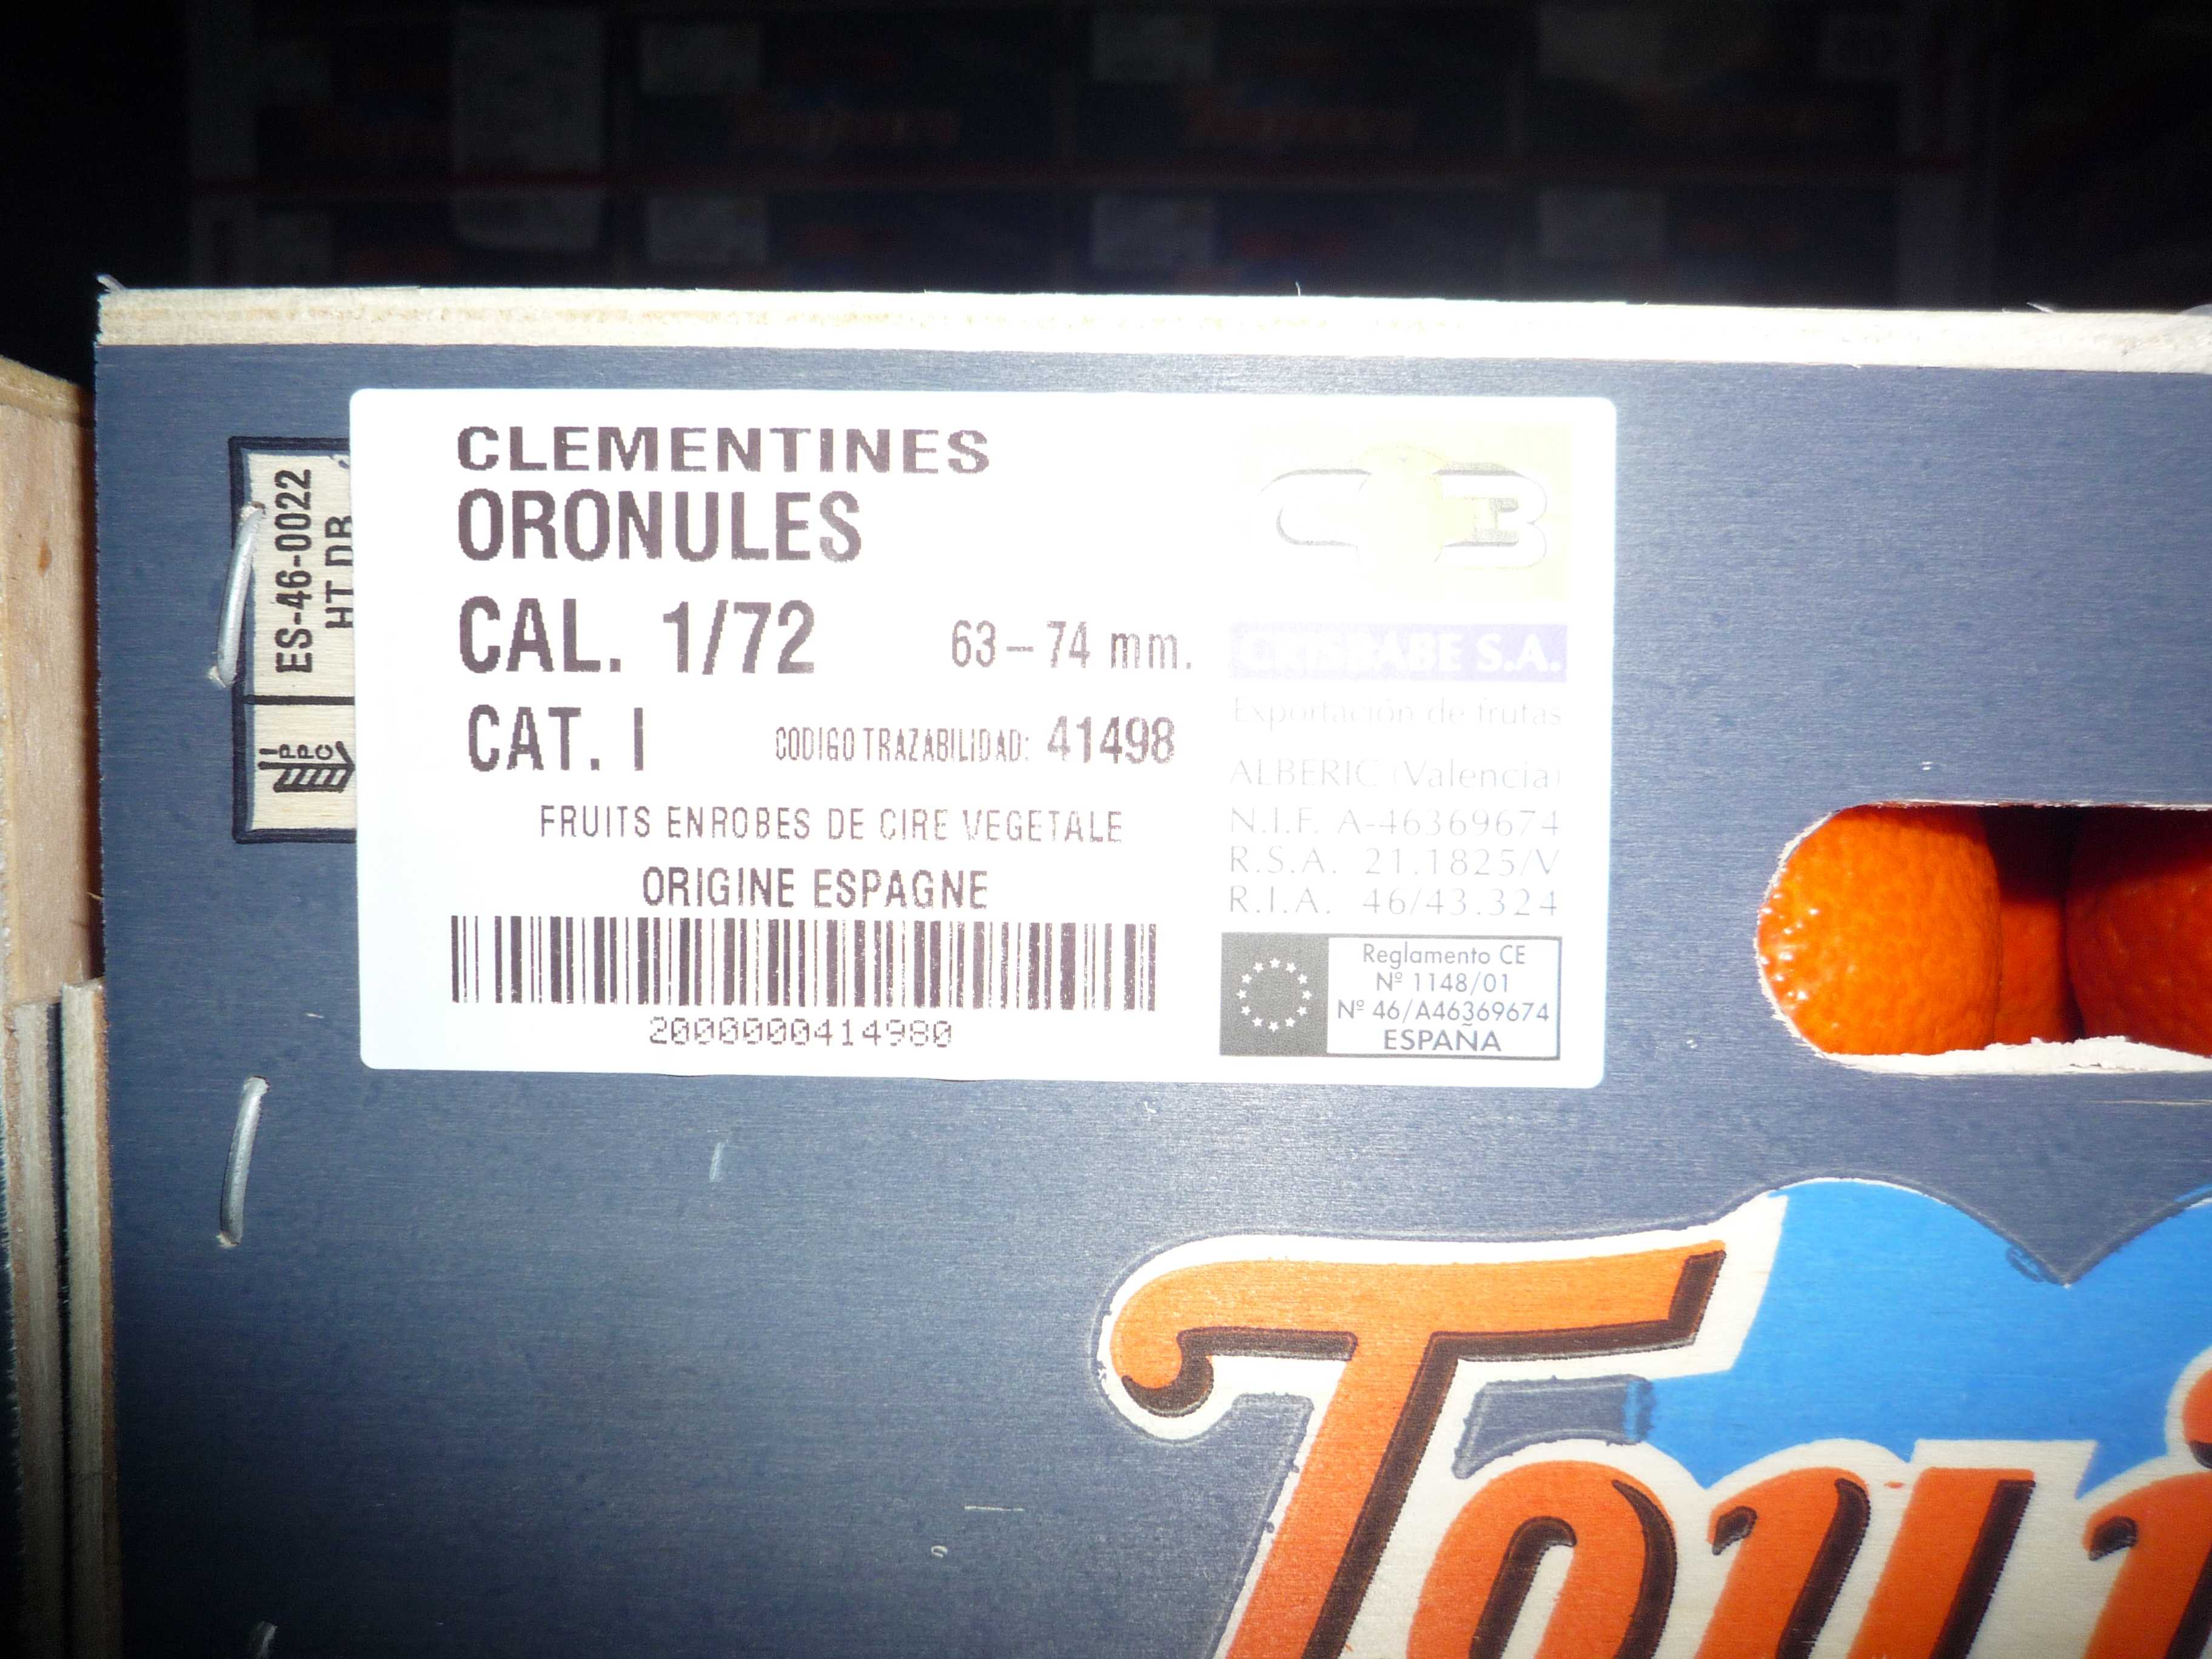 ES-46-0022
HT DB
IPPC
CLEMENTINES
ORONULES
CAL. 1/72 63-74 mm.
CAT. I CODIGO TRAZABILIDAD: 41498
FRUITS ENROBES DE CIRE VEGETALE
ORIGINE ESPAGNE
2000000414980
CRISBABE S.A.
Exportación de frutas
ALBERIC (Valencia)
N.I.F. A-46369674
R.S.A. 21.1825/V
R.I.A. 46/43.324
Reglamento CE
Nº 1148/01
Nº 46/A46369674
ESPAÑA